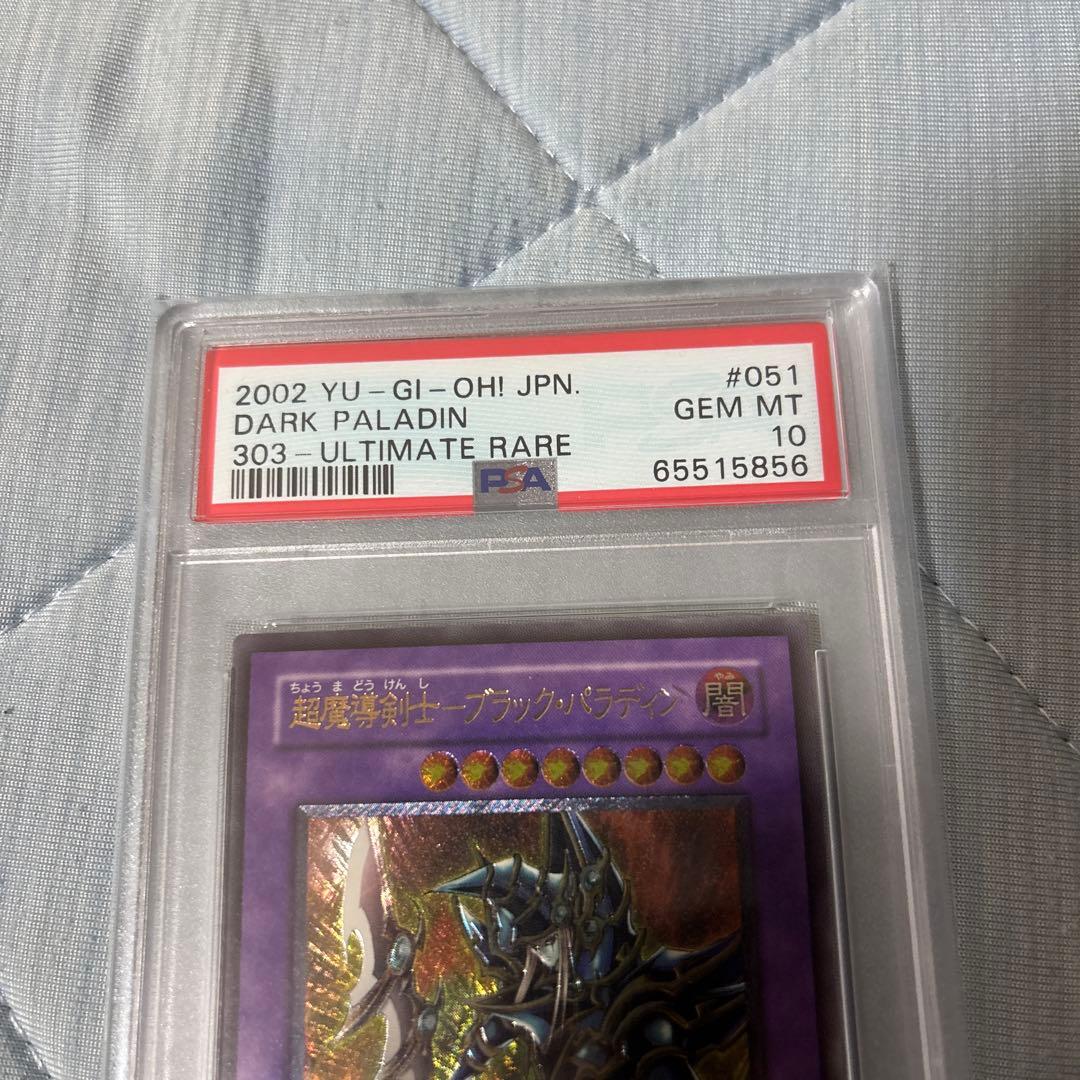 2002 YU-GI-OH! JPN. #051
DARK PALADIN GEM MT
303-ULTIMATE RARE 10
65515856
PSA
ちょう ま どう けん し
超魔導剣士-ブラック・パラディン
やみ
闇